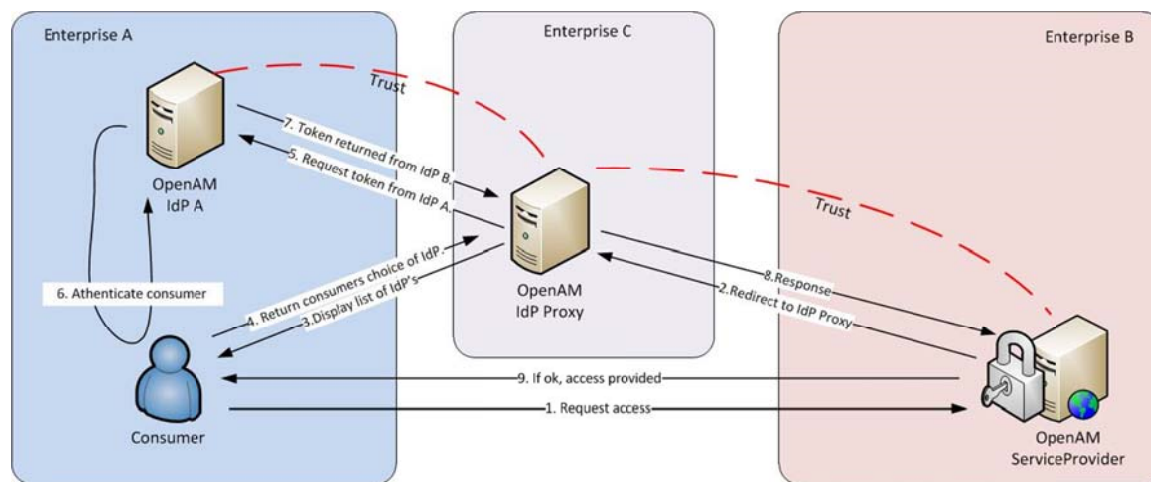 Enterprise A
Enterprise C
Enterprise B
Trust
7. Token returned from IdP B.
5. Request token from IdP A.
OpenAM
IdP A
Trust
6. Athenticate consumer
4. Return consumers choice of IdP.
3.Display list of IdP's
OpenAM
IdP Proxy
8.Response
2.Redirect to IdP Proxy
9. If ok, access provided
1. Request access
Consumer
OpenAM
ServiceProvider